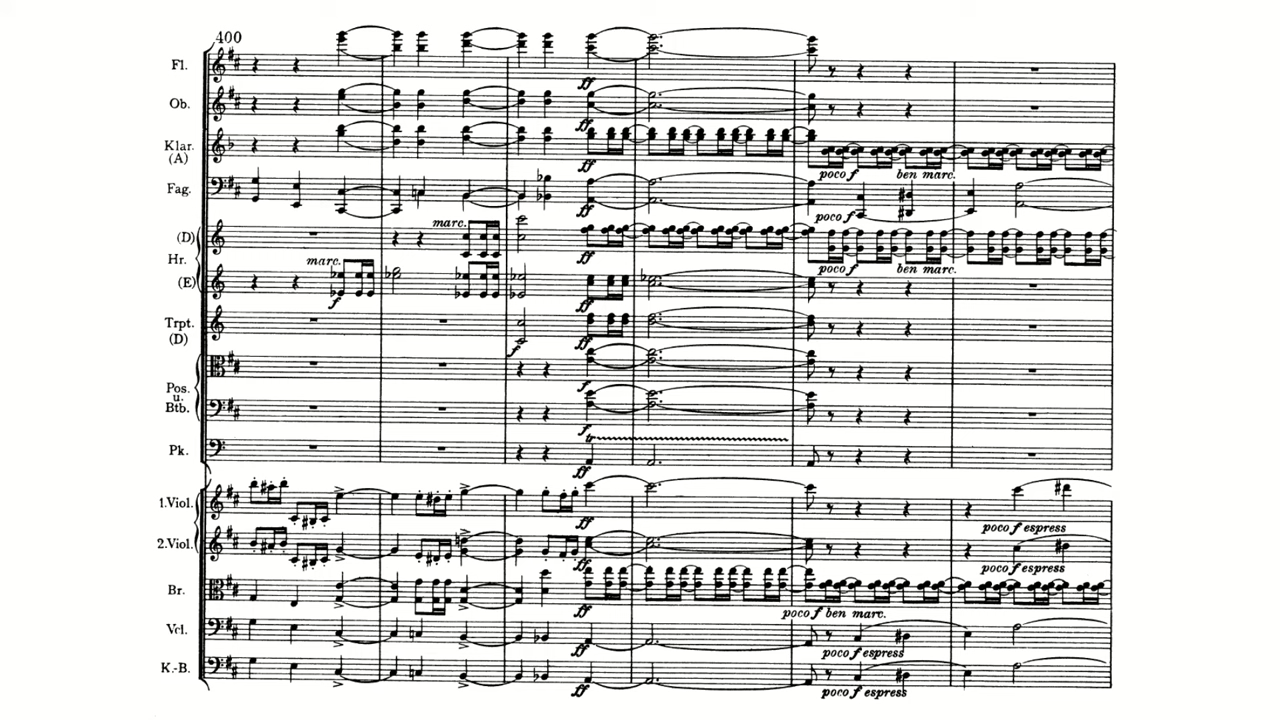 400
Fl.
Ob.
ff
Klar.
(A)
ff
ff
poco f ben marc.
Fag.
ff
poco f
marc.
(D)
Hr.
marc.
ff
poco f ben marc.
(E)
f
ff
Trpt.
(D)
f
ff
Pos.
u.
Btb.
f
f
tr
Pk.
ff
1.Viol.
ff
poco f espress
2.Viol.
ff
poco f espress
Br.
ff
poco f ben marc.
Vcl.
poco f espress
K.-B.
ff
poco f espress